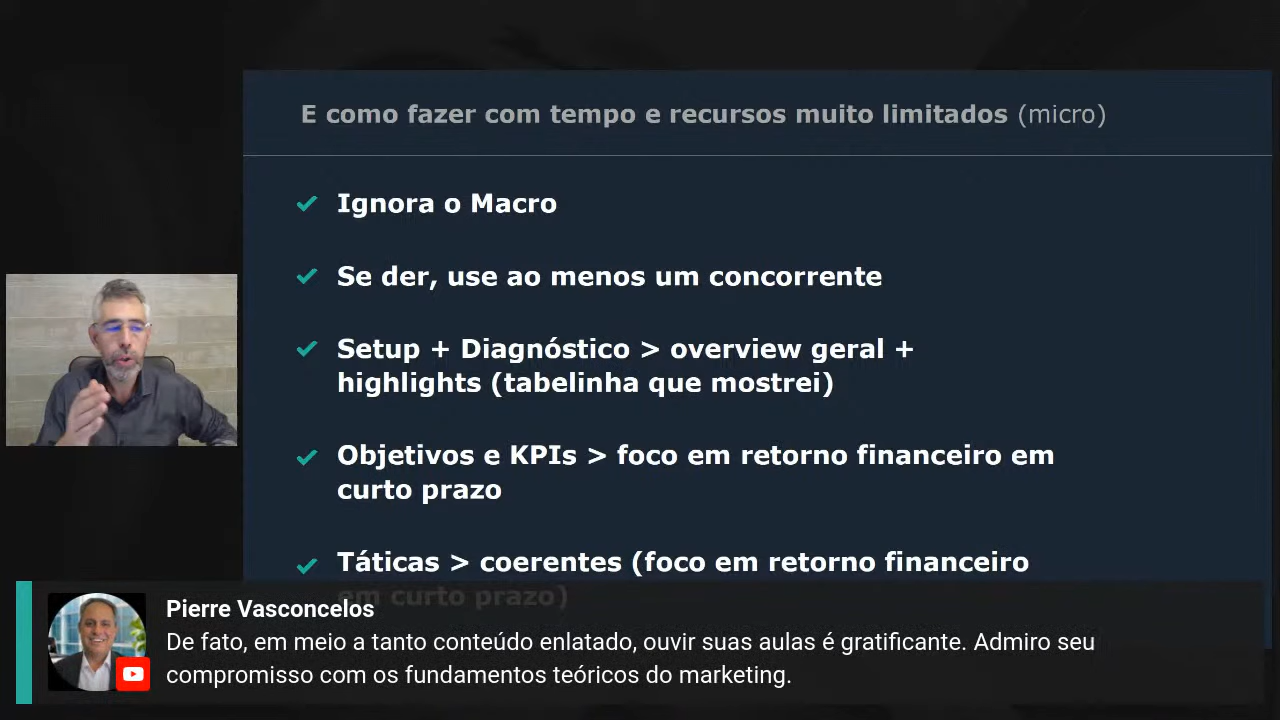 E como fazer com tempo e recursos muito limitados (micro)
Ignora o Macro
Se der, use ao menos um concorrente
Setup + Diagnóstico > overview geral +
highlights (tabelinha que mostrei)
Objetivos e KPIs > foco em retorno financeiro em
curto prazo
Táticas > coerentes (foco em retorno financeiro
em curto prazo)
Pierre Vasconcelos
De fato, em meio a tanto conteúdo enlatado, ouvir suas aulas é gratificante. Admiro seu
compromisso com os fundamentos teóricos do marketing.